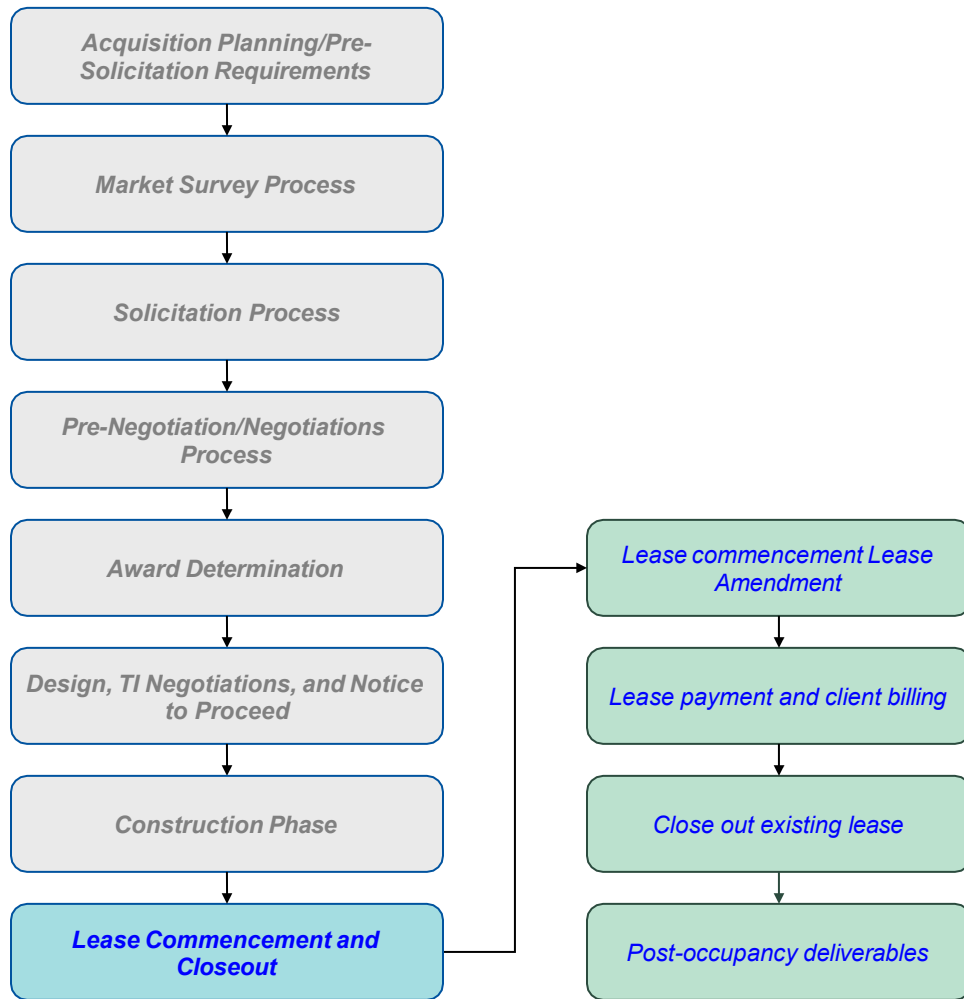 Acquisition Planning/Pre-
Solicitation Requirements
Market Survey Process
Solicitation Process
Pre-Negotiation/Negotiations
Process
Award Determination
Design, TI Negotiations, and Notice
to Proceed
Construction Phase
Lease Commencement and
Closeout
Lease commencement Lease
Amendment
Lease payment and client billing
Close out existing lease
Post-occupancy deliverables